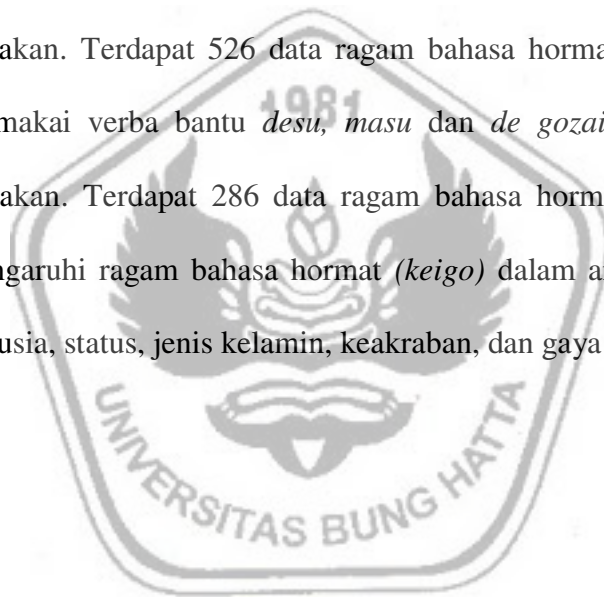 akan. Terdapat 526 data ragam bahasa horma
1981
makai verba bantu desu, masu dan de gozai
akan. Terdapat 286 data ragam bahasa horm
ngaruhi ragam bahasa hormat (keigo) dalam a
usia, status, jenis kelamin, keakraban, dan gaya
UNIVERSITAS BUNG HATTA